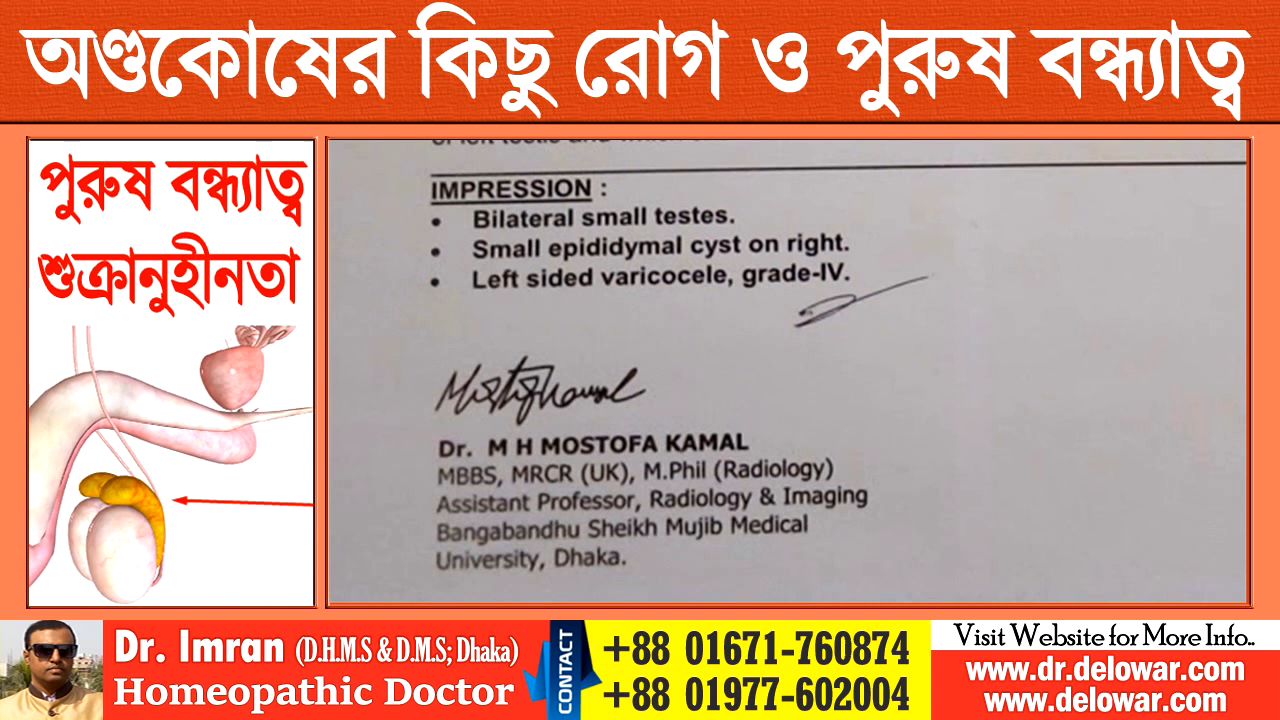 অণ্ডকোষের কিছু রোগ ও পুরুষ বন্ধ্যাত্ব
পুরুষ বন্ধ্যাত্ব
শুক্রানুহীনতা
IMPRESSION :
• Bilateral small testes.
• Small epididymal cyst on right.
• Left sided varicocele, grade-IV.
Dr. M H MOSTOFA KAMAL
MBBS, MRCR (UK), M.Phil (Radiology)
Assistant Professor, Radiology & Imaging
Bangabandhu Sheikh Mujib Medical
University, Dhaka.
Dr. Imran (D.H.M.S & D.M.S; Dhaka)
Homeopathic Doctor
CONTACT
+88 01671-760874
+88 01977-602004
Visit Website for More Info..
www.dr.delowar.com
www.delowar.com